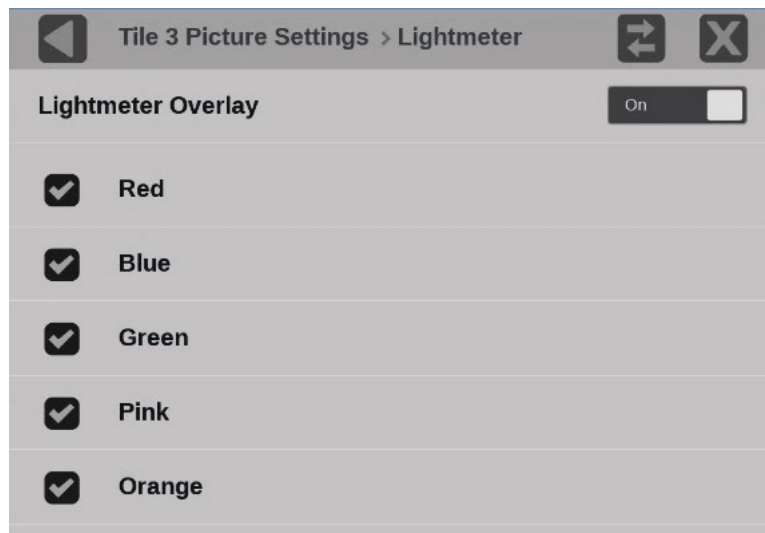 Tile 3 Picture Settings > Lightmeter
Lightmeter Overlay
On
Red
Blue
Green
Pink
Orange